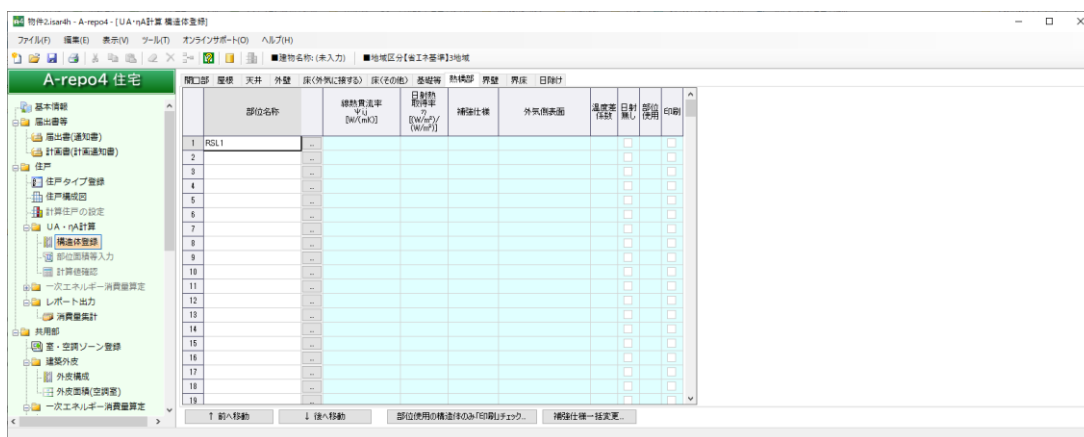 物件2.isar4h - A-repo4 - [UA・ηA計算 構造体登録]
ファイル(F) 編集(E) 表示(V) ツール(T) オンラインサポート(O) ヘルプ(H)
■建物名称: (未入力) ■地域区分【省エネ基準】3地域
A-repo4 住宅
基本情報
届出書等
届出書(通知書)
計画書(計画通知書)
住戸
住戸タイプ登録
住戸構成図
計算住戸の設定
UA・ηA計算
構造体登録
部位面積等入力
計算値確認
一次エネルギー消費量算定
レポート出力
消費量集計
共用部
室・空調ゾーン登録
建築外皮
外皮構成
外皮面積(空調室)
一次エネルギー消費量算定
開口部 屋根 天井 外壁 床(外気に接する) 床(その他) 基礎等 熱橋部 界壁 界床 日除け
部位名称 線熱貫流率 Ψi,j [W/(mK)] 日射熱取得率 η [(W/m²)/(W/m²)] 補強仕様 外気側表面 温度差係数 日射無し 部位使用 印刷
1 RSL1 ..
2 ..
3 ..
4 ..
5 ..
6 ..
7 ..
8 ..
9 ..
10 ..
11 ..
12 ..
13 ..
14 ..
15 ..
16 ..
17 ..
18 ..
19
↑ 前へ移動 ↓ 後へ移動 部位使用の構造体のみ「印刷」チェック... 補強仕様一括変更...